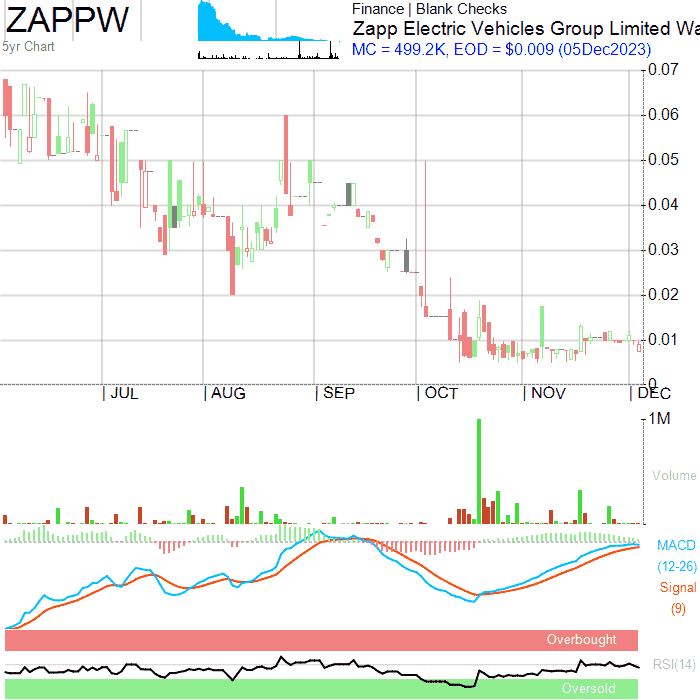 ZAPPW
5yr Chart
Finance | Blank Checks
Zapp Electric Vehicles Group Limited Wa
MC = 499.2K, EOD = $0.009 (05Dec2023)
0.07
0.06
0.05
0.04
0.03
0.02
0.01
0
| JUL | AUG | SEP | OCT | NOV | DEC
1M
Volume
MACD
(12-26)
Signal
(9)
Overbought
RSI(14)
Oversold